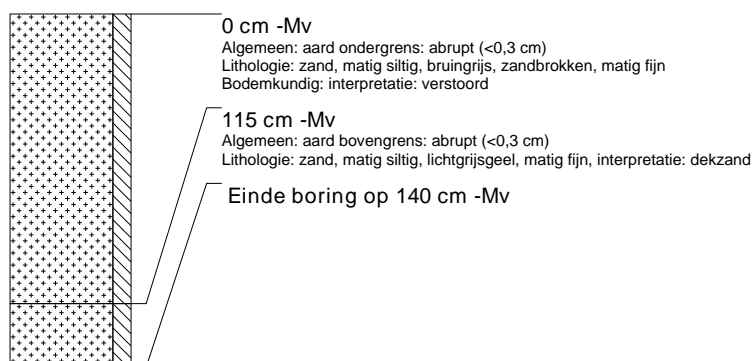 0 cm -Mv
Algemeen: aard ondergrens: abrupt (<0,3 cm)
Lithologie: zand, matig siltig, bruingrijs, zandbrokken, matig fijn
Bodemkundig: interpretatie: verstoord
115 cm -Mv
Algemeen: aard bovengrens: abrupt (<0,3 cm)
Lithologie: zand, matig siltig, lichtgrijsgeel, matig fijn, interpretatie: dekzand
Einde boring op 140 cm -Mv